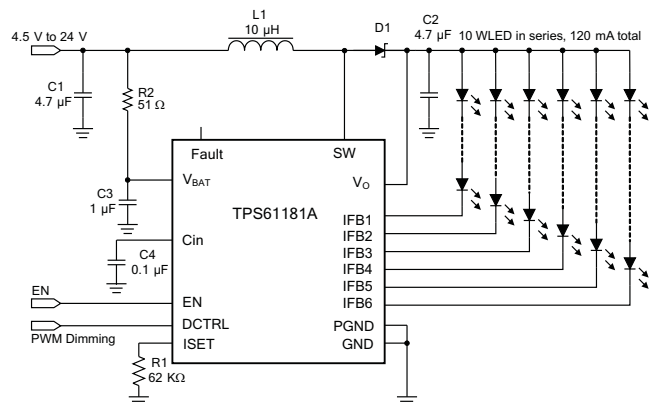 4.5 V to 24 V
L1
10 µH
D1
C2
4.7 µF
10 WLED in series, 120 mA total
C1
4.7 µF
R2
51 Ω
Fault
SW
C3
1 µF
VBAT
VO
TPS61181A
IFB1
IFB2
IFB3
IFB4
IFB5
IFB6
Cin
C4
0.1 µF
EN
EN
DCTRL
PWM Dimming
ISET
PGND
GND
R1
62 KΩ